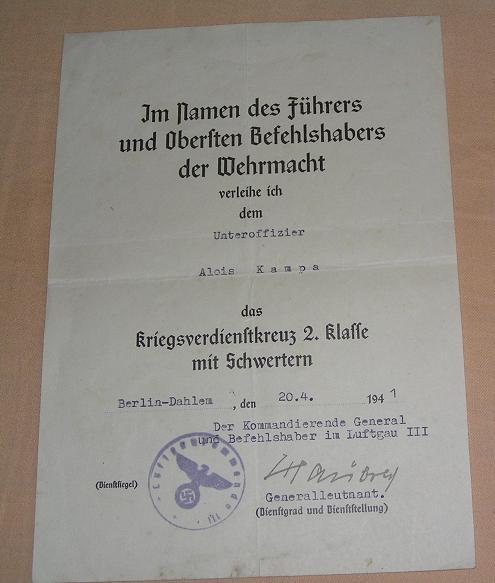 Im Namen des Führers
und Obersten Befehlshabers
der Wehrmacht
verleihe ich
dem
Unteroffizier
Alois Kampa
das
Kriegsverdienstkreuz 2. Klasse
mit Schwertern
Berlin-Dahlem , den 20.4. 1941
Der Kommandierende General
und Befehlshaber im Luftgau III
(Dienstsiegel)
Luftgaukommando III
Generalleutnant.
(Dienstgrad und Dienststellung)